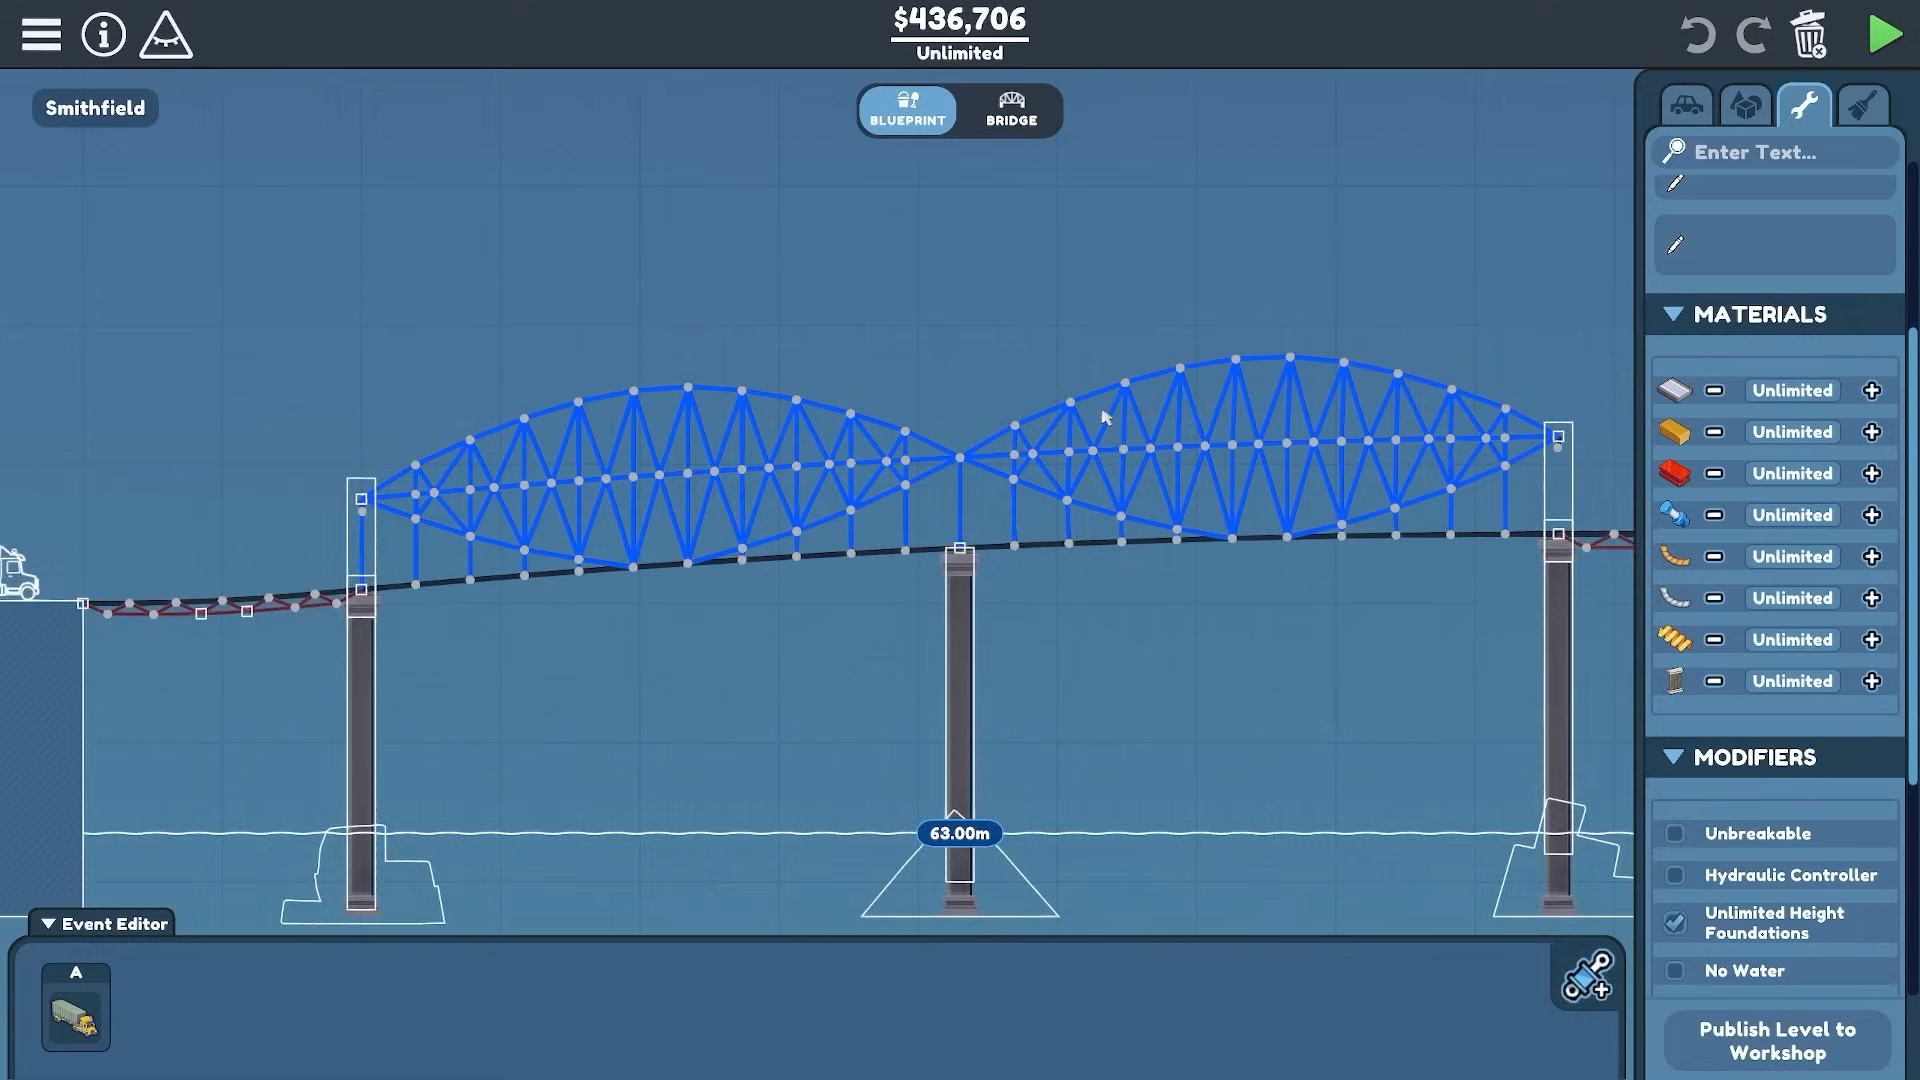 $436,706
Unlimited
Smithfield
BLUEPRINT
BRIDGE
Enter Text...
MATERIALS
Unlimited
Unlimited
Unlimited
Unlimited
Unlimited
Unlimited
Unlimited
Unlimited
MODIFIERS
Unbreakable
Hydraulic Controller
Unlimited Height
Foundations
No Water
63.00m
Event Editor
A
Publish Level to
Workshop